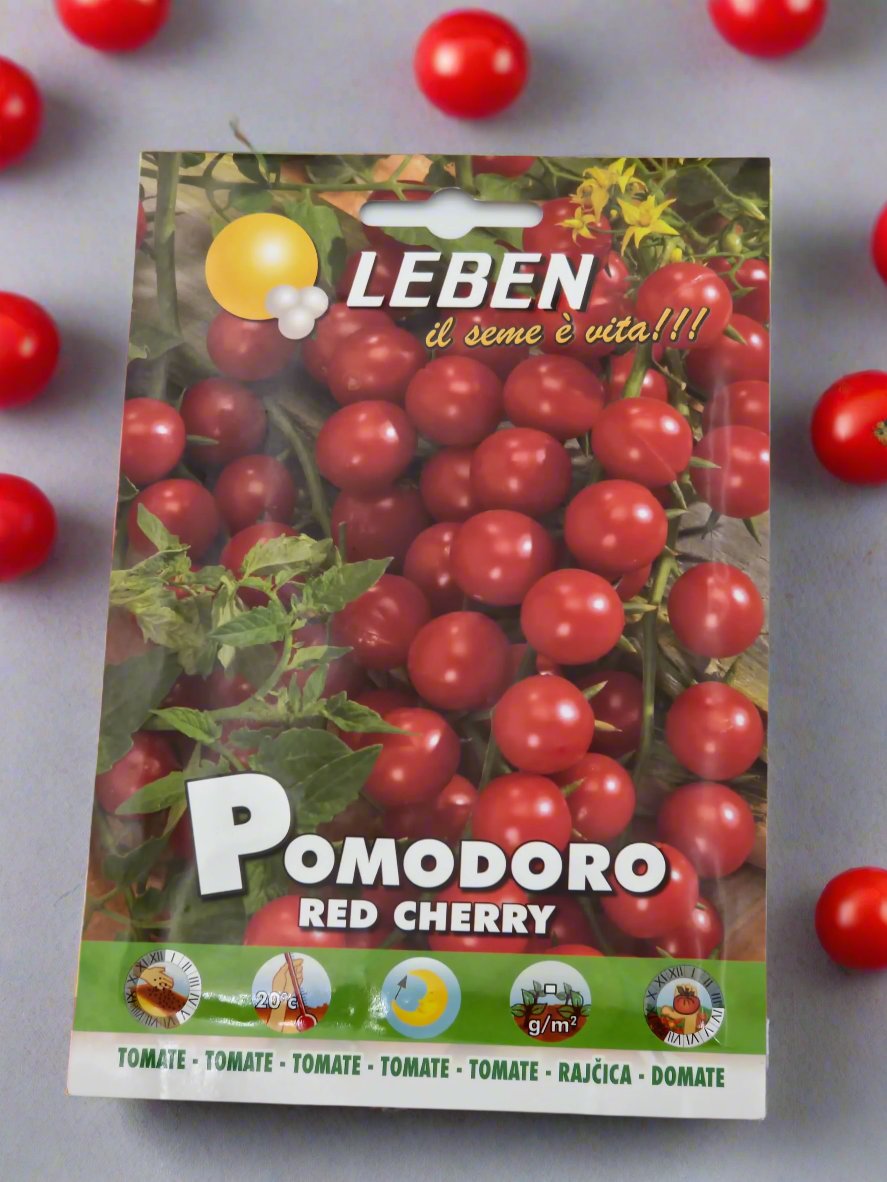 LEBEN
il seme è vita!!!
POMODORO
RED CHERRY
20°c
g/m²
TOMATE - TOMATE - TOMATE - TOMATE - TOMATE - RAJČICA - DOMATE